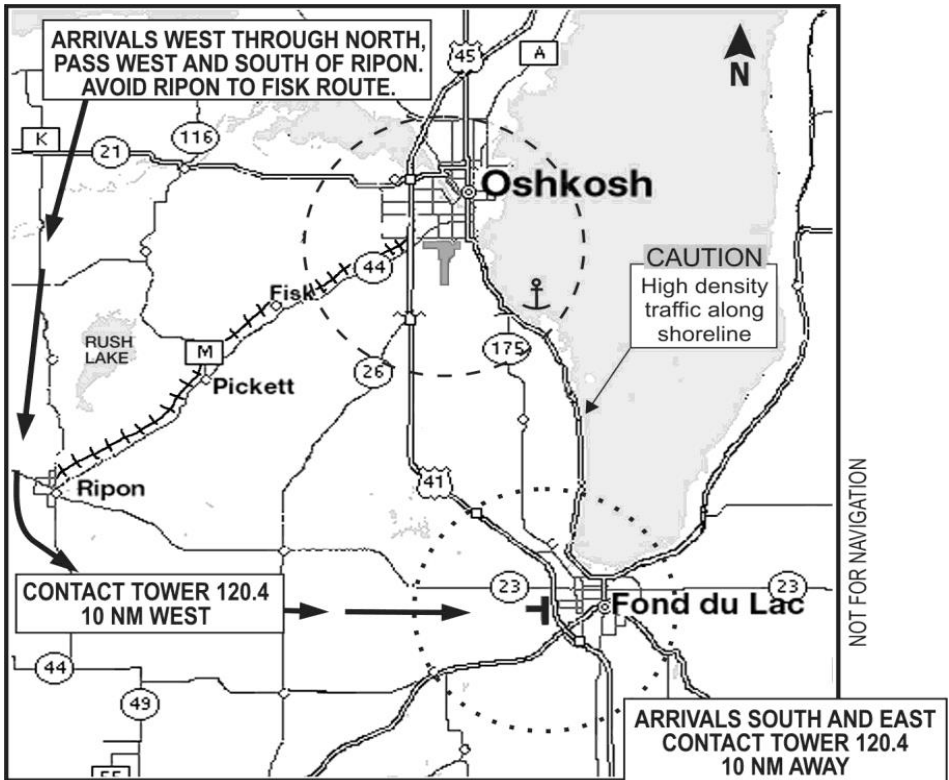 ARRIVALS WEST THROUGH NORTH,
PASS WEST AND SOUTH OF RIPON.
AVOID RIPON TO FISK ROUTE.
45
A
N
K
116
21
Oshkosh
CAUTION
High density
traffic along
shoreline
44
Fisk
RUSH
LAKE
M
175
26
Pickett
41
Ripon
CONTACT TOWER 120.4
10 NM WEST
23
23
Fond du Lac
NOT FOR NAVIGATION
44
49
ARRIVALS SOUTH AND EAST
CONTACT TOWER 120.4
10 NM AWAY